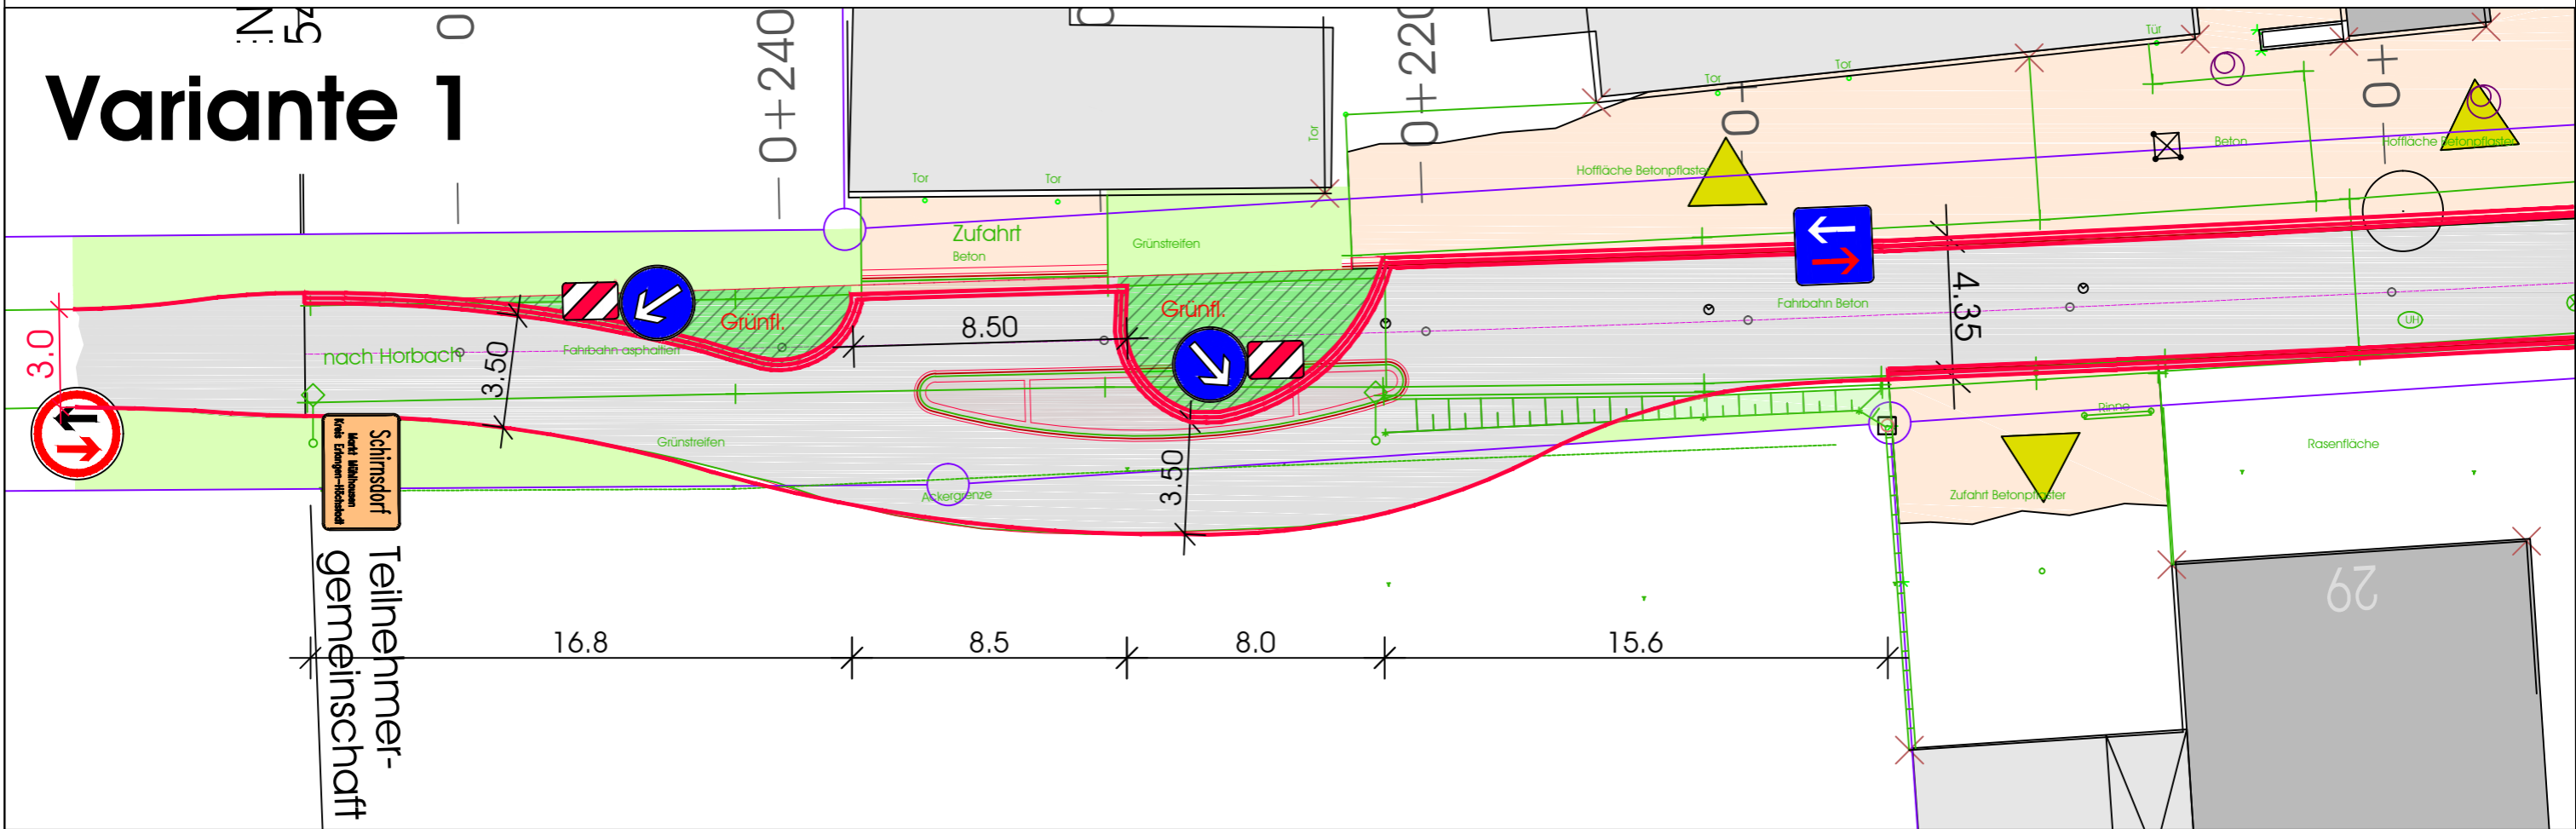 Variante 1
0
0+240
0+220
0+
0+
Tür
Tor
Tor
Tor
Tor
Tor
Hoffläche Betonpflaster
Beton
Hoffläche Betonpflaster
Zufahrt
Beton
Grünstreifen
Grünfl.
Grünfl.
8.50
Fahrbahn Beton
4.35
UH
3.0
nach Horbach
3.50
Fahrbahn asphaltiert
Grünstreifen
3.50
Ackergrenze
Rinne
Rasenfläche
Zufahrt Betonpflaster
Schirnsdorf
Markt Mühlhausen
Kreis Erlangen-Höchstadt
Teilnehmer-
gemeinschaft
29
16.8
8.5
8.0
15.6